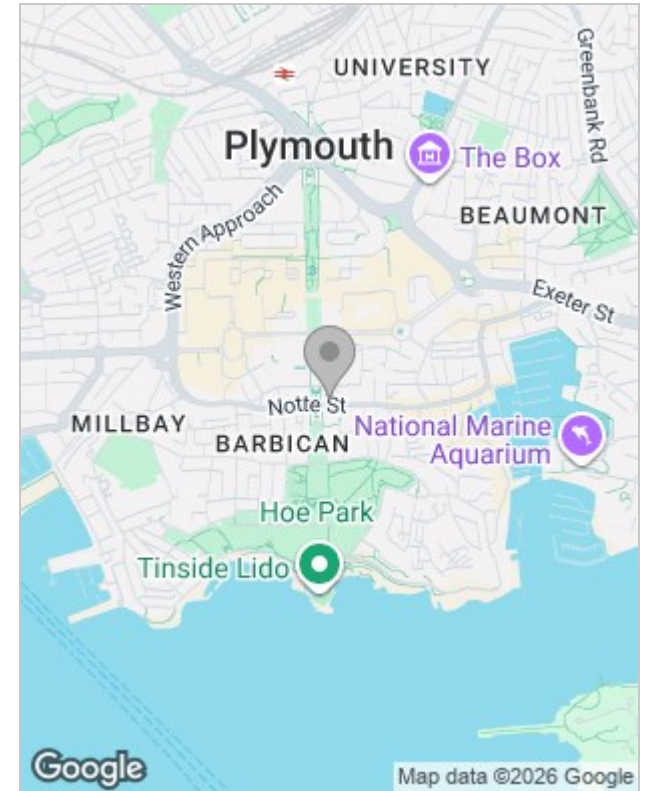 UNIVERSITY
Greenbank Rd
Plymouth
The Box
BEAUMONT
Western Approach
Exeter St
Notte St
MILLBAY
BARBICAN
National Marine
Aquarium
Hoe Park
Tinside Lido
Google
Map data ©2026 Google